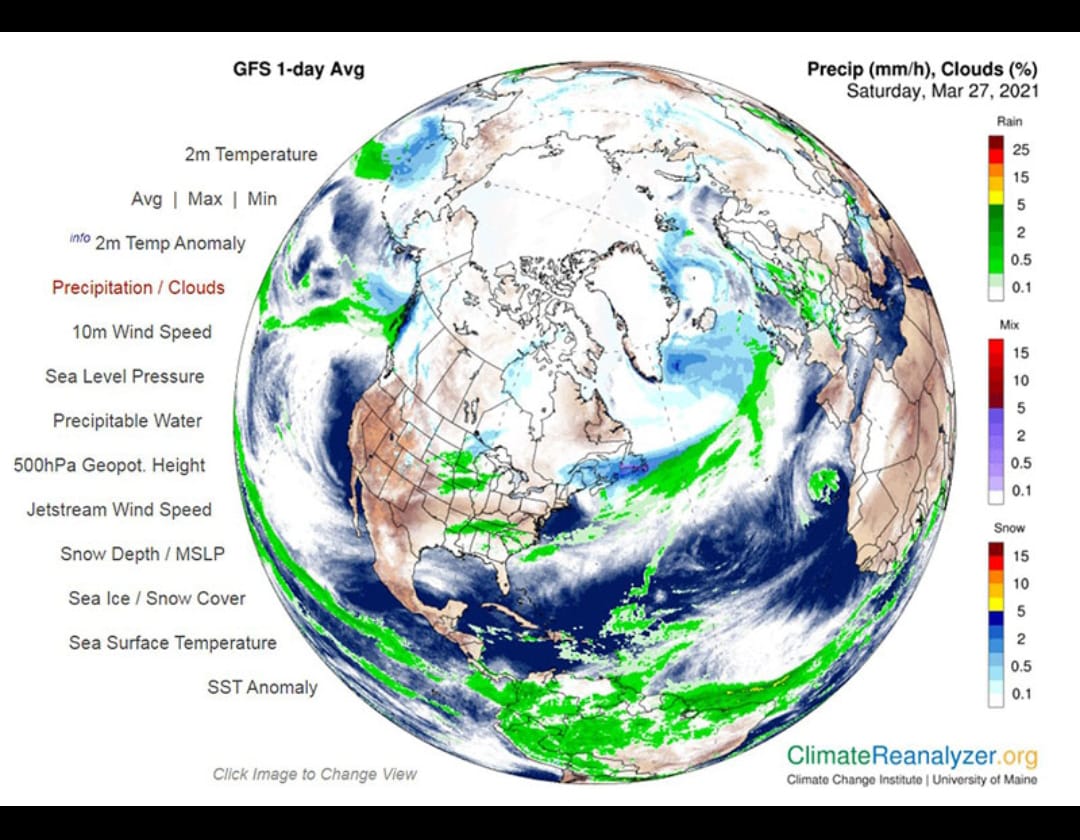 GFS 1-day Avg
Precip (mm/h), Clouds (%)
Saturday, Mar 27, 2021
2m Temperature
Avg | Max | Min
info 2m Temp Anomaly
Precipitation / Clouds
10m Wind Speed
Sea Level Pressure
Precipitable Water
500hPa Geopot. Height
Jetstream Wind Speed
Snow Depth / MSLP
Sea Ice / Snow Cover
Sea Surface Temperature
SST Anomaly
Click Image to Change View
Rain
25
15
5
2
0.5
0.1
Mix
15
10
5
2
0.5
0.1
Snow
15
10
5
2
0.5
0.1
ClimateReanalyzer.org
Climate Change Institute | University of Maine